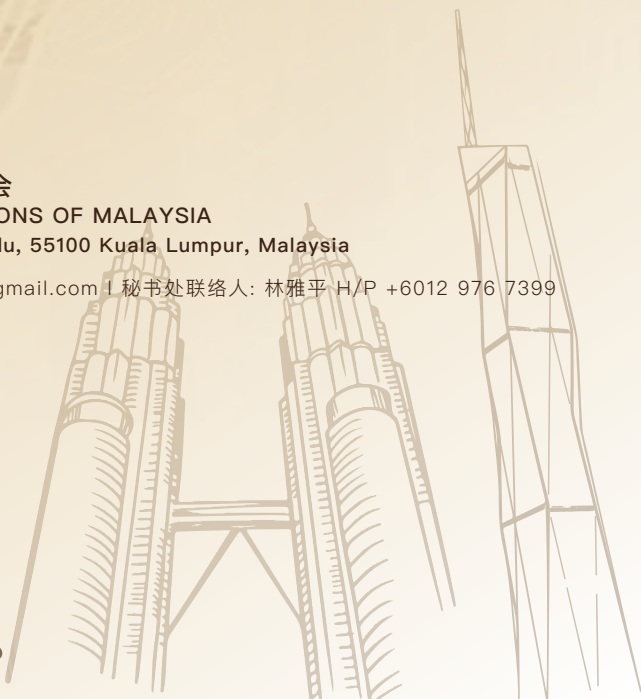 会
ONS OF MALAYSIA
lu, 55100 Kuala Lumpur, Malaysia
gmail.com | 秘书处联络人: 林雅平 H/P +6012 976 7399